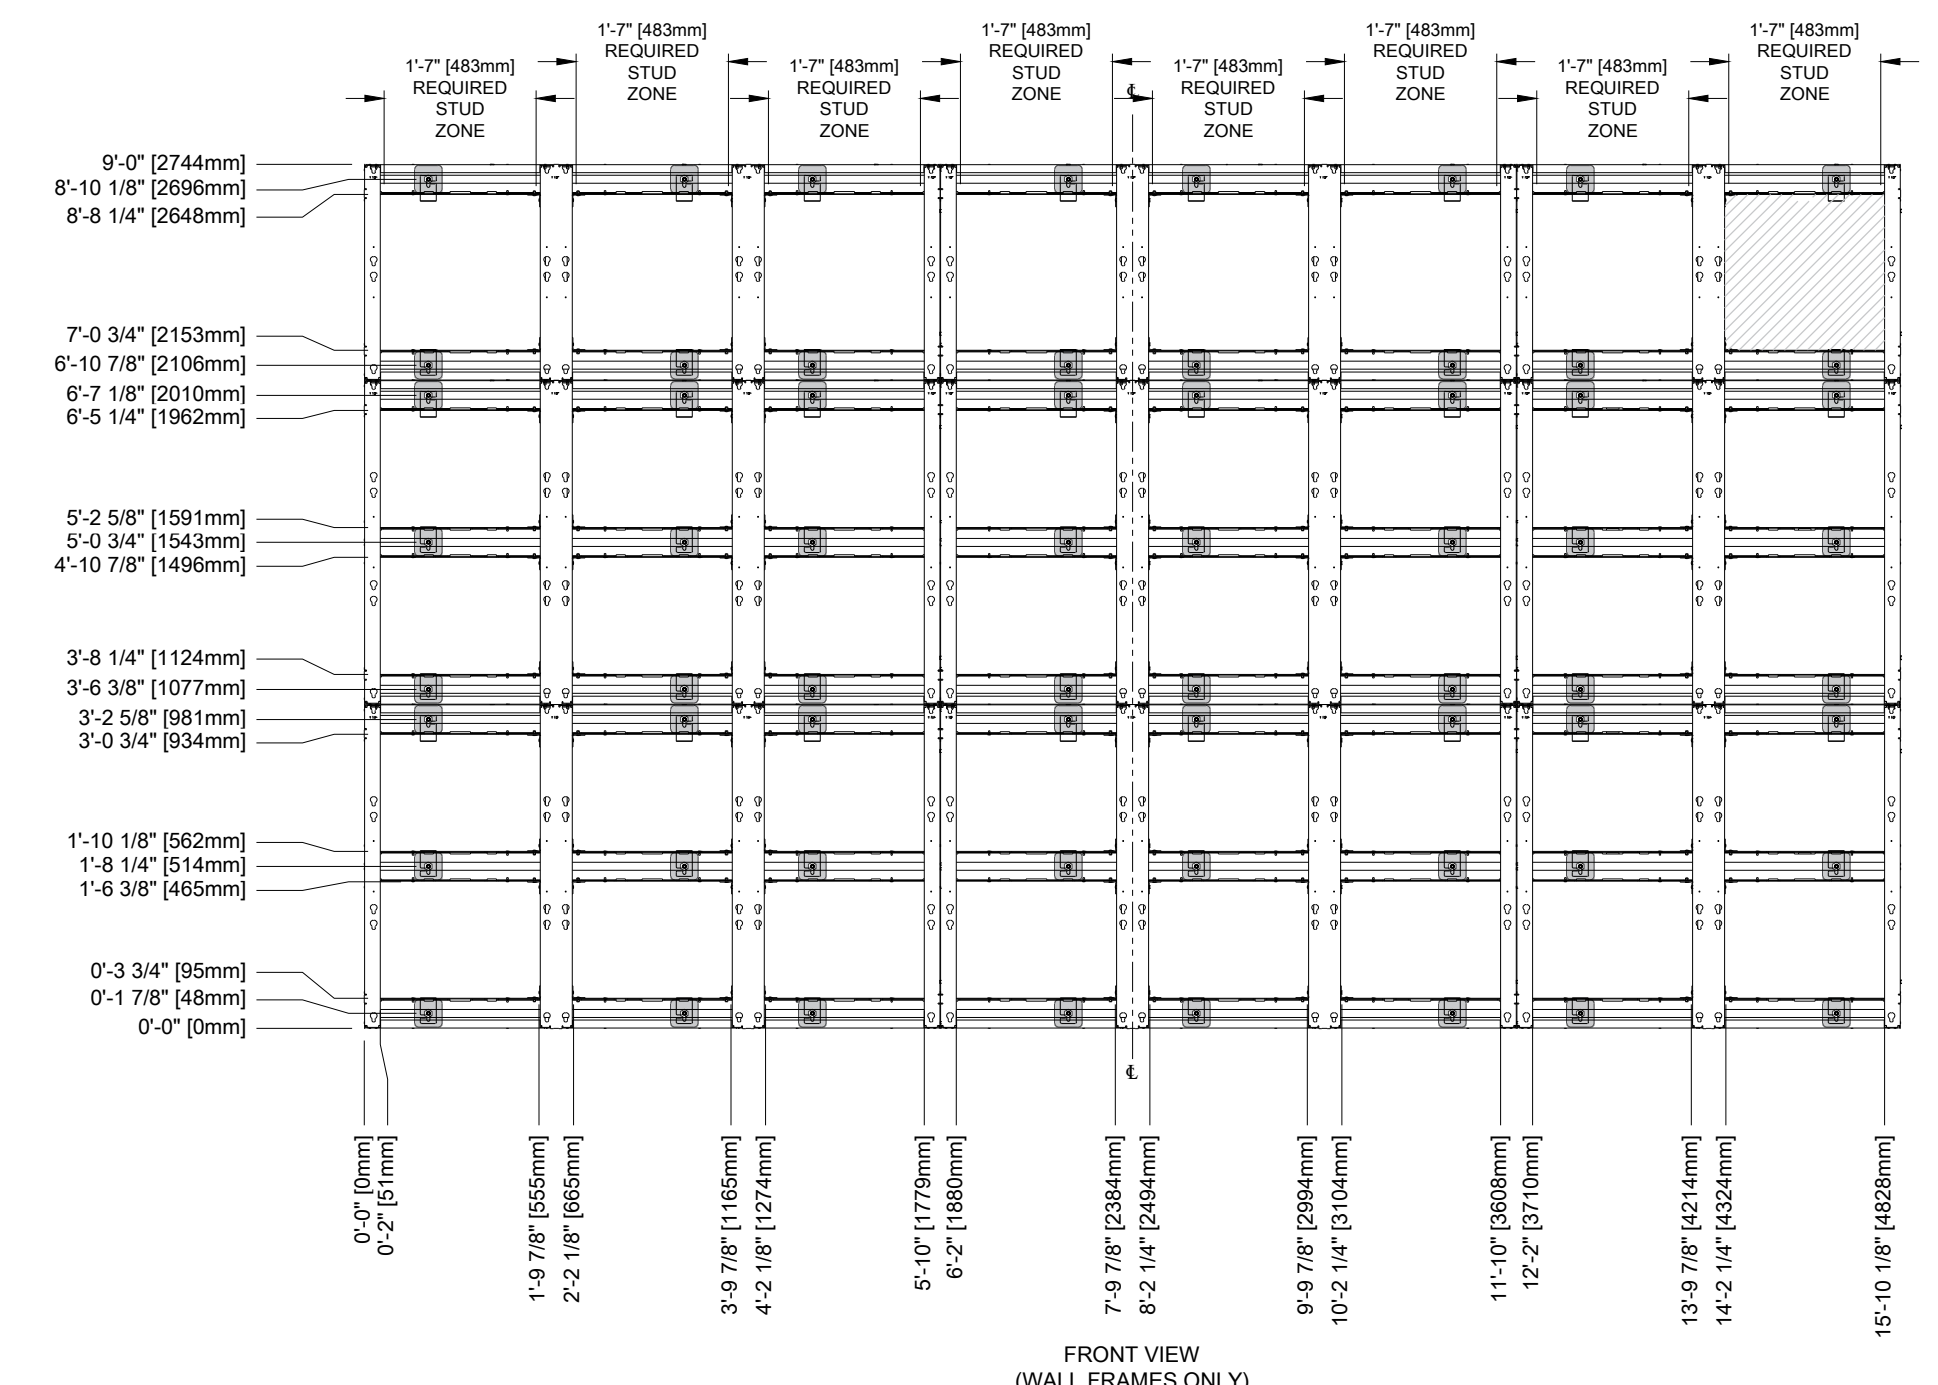 1'-7" [483mm]
REQUIRED
STUD
ZONE
1'-7" [483mm]
REQUIRED
STUD
ZONE
1'-7" [483mm]
REQUIRED
STUD
ZONE
1'-7" [483mm]
REQUIRED
STUD
ZONE
1'-7" [483mm]
REQUIRED
STUD
ZONE
1'-7" [483mm]
REQUIRED
STUD
ZONE
1'-7" [483mm]
REQUIRED
STUD
ZONE
1'-7" [483mm]
REQUIRED
STUD
ZONE
℄
9'-0" [2744mm]
8'-10 1/8" [2696mm]
8'-8 1/4" [2648mm]
7'-0 3/4" [2153mm]
6'-10 7/8" [2106mm]
6'-7 1/8" [2010mm]
6'-5 1/4" [1962mm]
5'-2 5/8" [1591mm]
5'-0 3/4" [1543mm]
4'-10 7/8" [1496mm]
3'-8 1/4" [1124mm]
3'-6 3/8" [1077mm]
3'-2 5/8" [981mm]
3'-0 3/4" [934mm]
1'-10 1/8" [562mm]
1'-8 1/4" [514mm]
1'-6 3/8" [465mm]
0'-3 3/4" [95mm]
0'-1 7/8" [48mm]
0'-0" [0mm]
℄
0'-0" [0mm]
0'-2" [51mm]
1'-9 7/8" [555mm]
2'-2 1/8" [665mm]
3'-9 7/8" [1165mm]
4'-2 1/8" [1274mm]
5'-10" [1779mm]
6'-2" [1880mm]
7'-9 7/8" [2384mm]
8'-2 1/4" [2494mm]
9'-9 7/8" [2994mm]
10'-2 1/4" [3104mm]
11'-10" [3608mm]
12'-2" [3710mm]
13'-9 7/8" [4214mm]
14'-2 1/4" [4324mm]
15'-10 1/8" [4828mm]
FRONT VIEW
(WALL FRAMES ONLY)